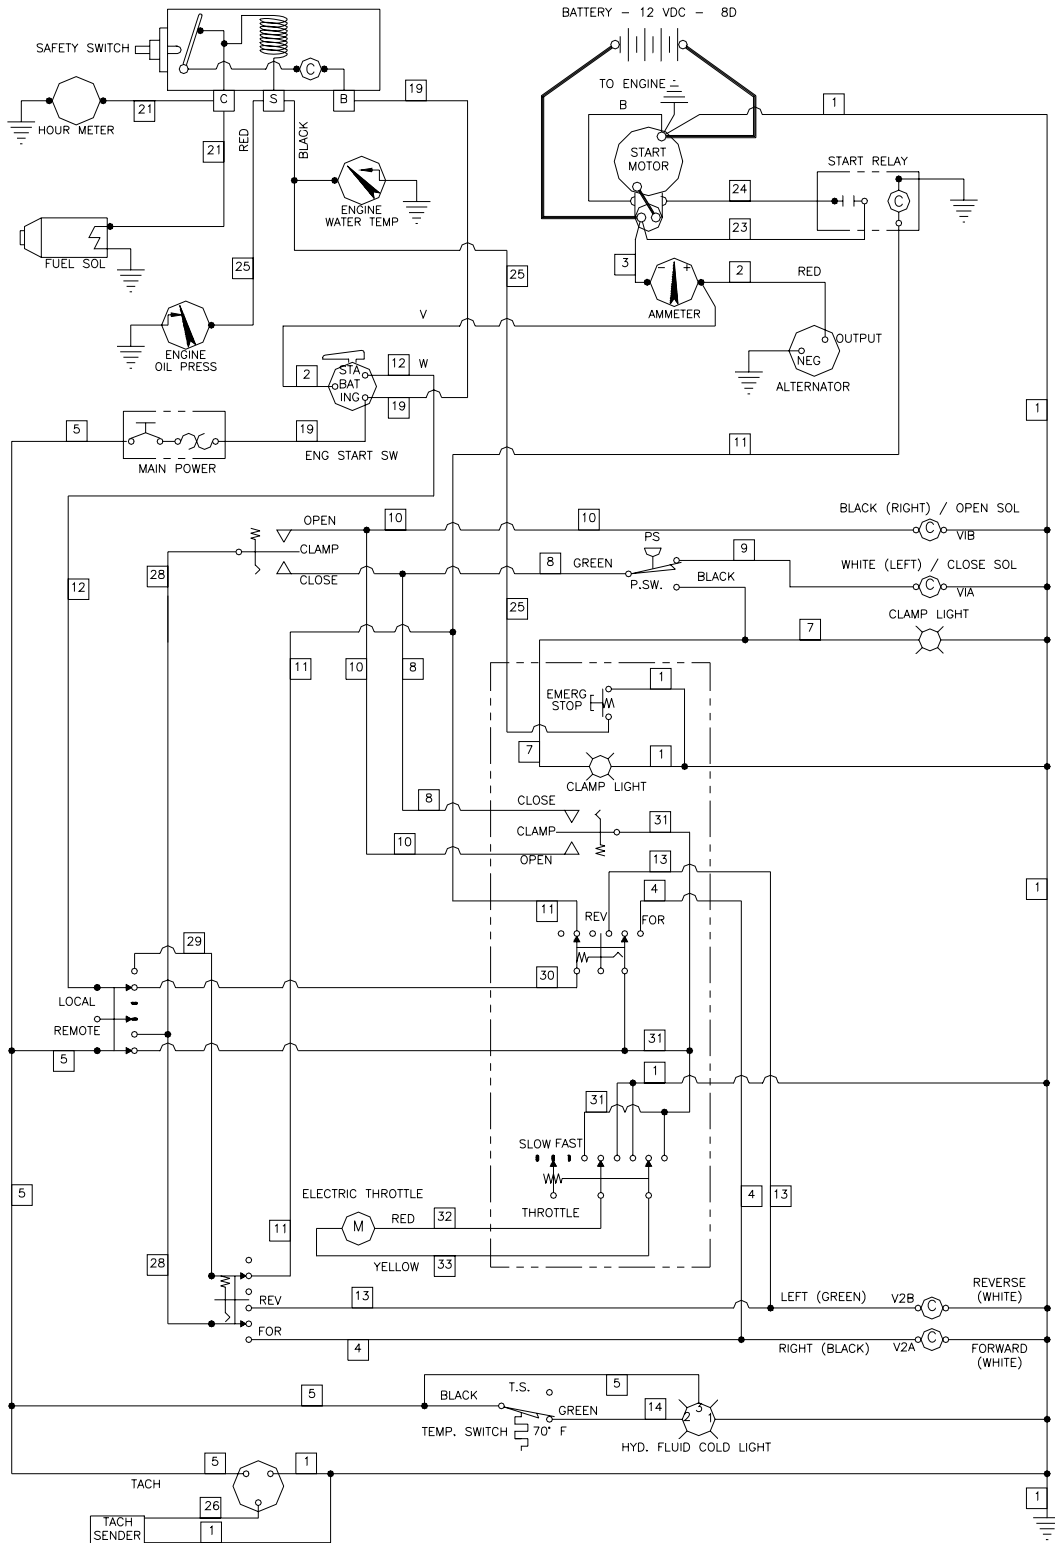 BATTERY - 12 VDC - 8D
SAFETY SWITCH
C
TO ENGINE
19
C
S
B
21
B
1
HOUR METER
RED
BLACK
START
MOTOR
START RELAY
21
24
C
ENGINE
WATER TEMP
23
FUEL SOL
25
25
3
- +
2
RED
AMMETER
V
ENGINE
OIL PRESS
OUTPUT
NEG
ALTERNATOR
2
STA
BAT
ING
12
W
19
1
5
19
11
MAIN POWER
ENG START SW
OPEN
10
10
BLACK (RIGHT) / OPEN SOL
C
VIB
CLAMP
PS
9
28
CLOSE
8
GREEN
WHITE (LEFT) / CLOSE SOL
12
P.SW.
BLACK
C
VIA
25
CLAMP LIGHT
7
11
10
8
1
EMERG
STOP
7
1
CLAMP LIGHT
8
CLOSE
CLAMP
31
10
OPEN
13
4
1
11
REV
FOR
29
30
LOCAL
REMOTE
5
31
1
31
SLOW FAST
5
ELECTRIC THROTTLE
4
13
THROTTLE
M
RED
32
11
28
YELLOW
33
13
REV
LEFT (GREEN)
V2B
C
REVERSE
(WHITE)
FOR
4
RIGHT (BLACK)
V2A
C
FORWARD
(WHITE)
5
BLACK
T.S.
5
GREEN
14
2
3
1
TEMP. SWITCH
70° F
HYD. FLUID COLD LIGHT
5
1
TACH
26
1
TACH
SENDER
1